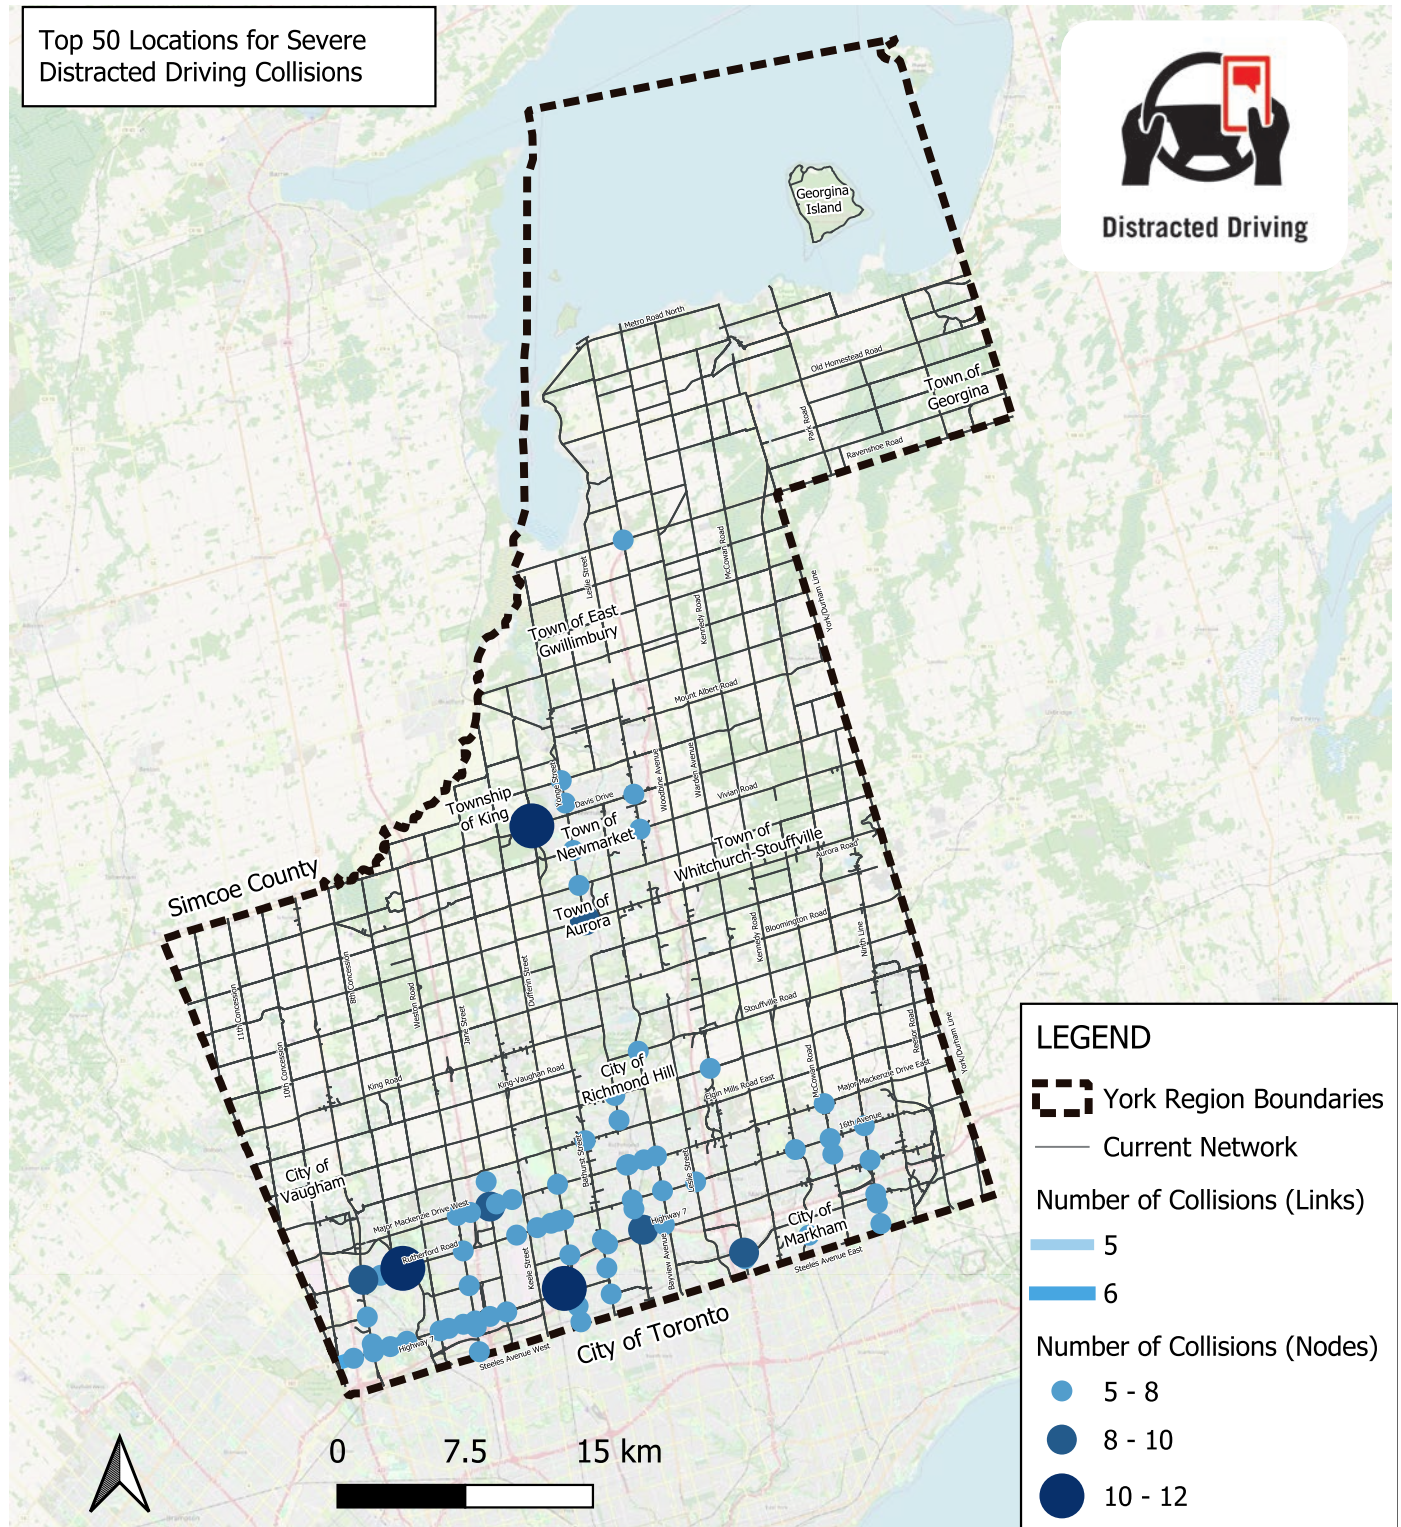 Top 50 Locations for Severe
Distracted Driving Collisions
Distracted Driving
Georgina
Island
Metro Road North
Old Homestead Road
Town of
Georgina
Park Road
Ravenshoe Road
McCowan Road
Leslie Street
York/Durham Line
Kennedy Road
Town of East
Gwillimbury
Mount Albert Road
Yonge Street
Woodbine Avenue
Warden Avenue
Davis Drive
Vivian Road
Township
of King
Town of
Newmarket
Town of
Whitchurch-Stouffville
Aurora Road
Simcoe County
Town of
Aurora
Kennedy Road
Bloomington Road
Ninth Line
8th Concession
Dufferin Street
11th Concession
Weston Road
Jane Street
Stouffville Road
Reesor Road
York/Durham Line
10th Concession
King Road
King-Vaughan Road
City of
Richmond Hill
Elgin Mills Road East
McCowan Road
Major Mackenzie Drive East
16th Avenue
Bathurst Street
Leslie Street
City of
Vaugham
Major Mackenzie Drive West
Highway 7
City of
Markham
Rutherford Road
Keele Street
Bayview Avenue
Steeles Avenue East
Highway 7
Steeles Avenue West
City of Toronto
0 7.5 15 km
LEGEND
York Region Boundaries
Current Network
Number of Collisions (Links)
5
6
Number of Collisions (Nodes)
5 - 8
8 - 10
10 - 12